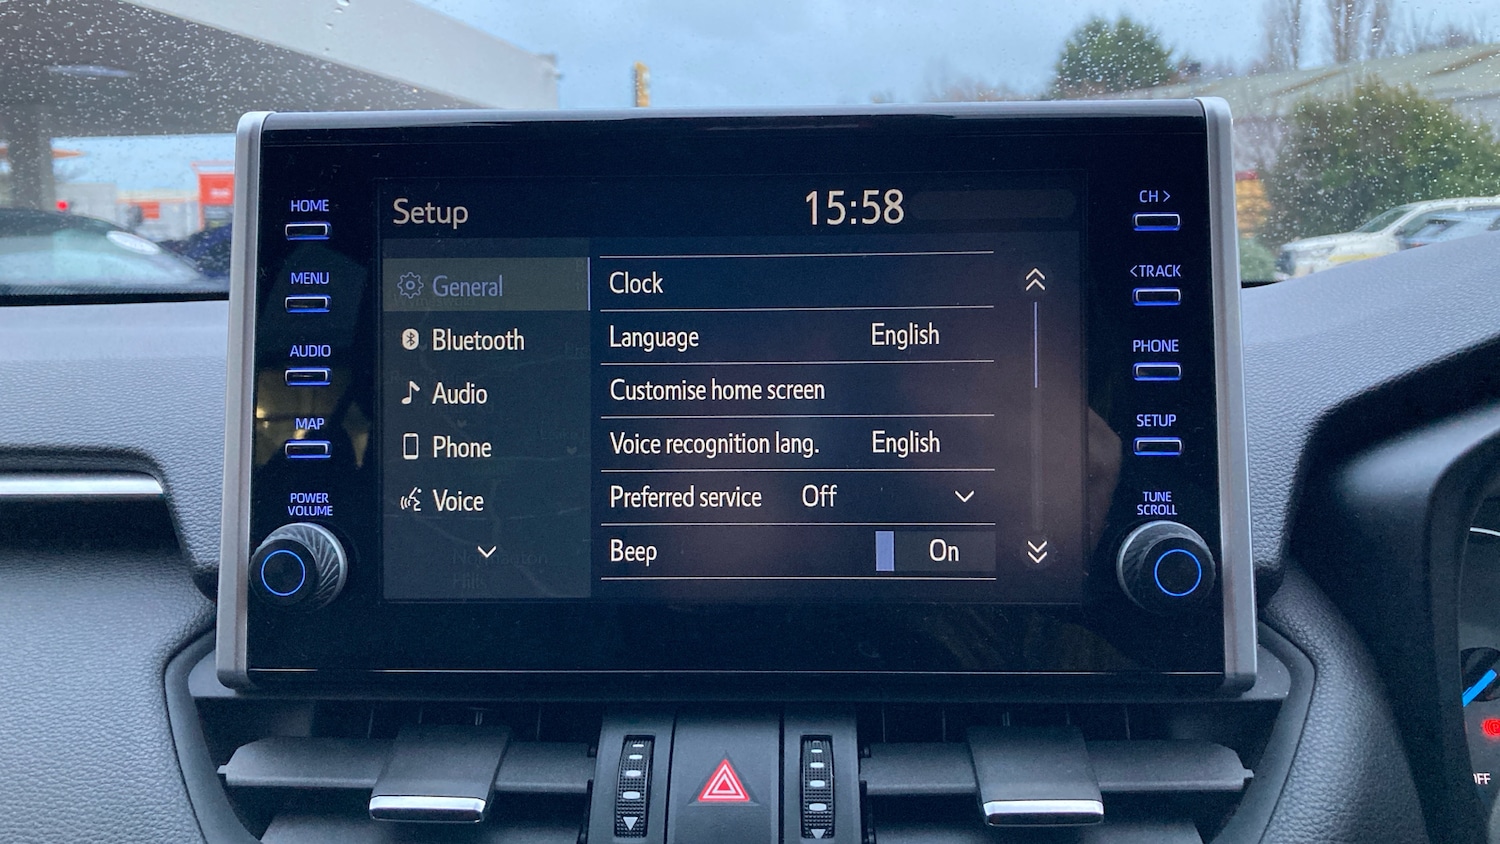 HOME
MENU
AUDIO
MAP
POWER
VOLUME
Setup
15:58
General
Bluetooth
Audio
Phone
Voice
Clock
Language English
Customise home screen
Voice recognition lang. English
Preferred service Off
Beep On
CH >
<TRACK
PHONE
SETUP
TUNE
SCROLL